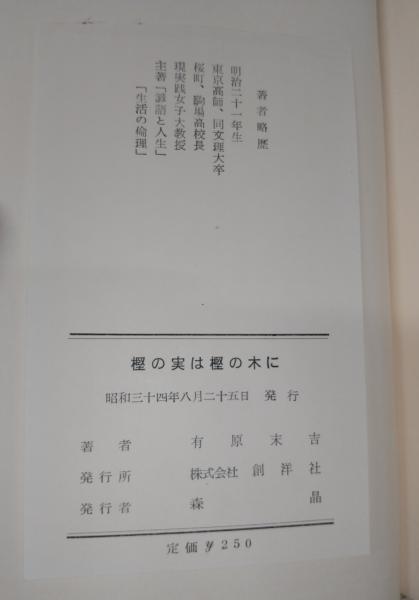 著者略歴
明治二十一年生
東京高師、同文理大卒
桜町、駒場高校長
現実践女子大教授
主著「諺語と人生」
「生活の倫理」
樫の実は樫の木に
昭和三十四年八月二十五日 発行
著者 有原末吉
発行所 株式会社 創祥社
発行者 森晶
定価 ¥250